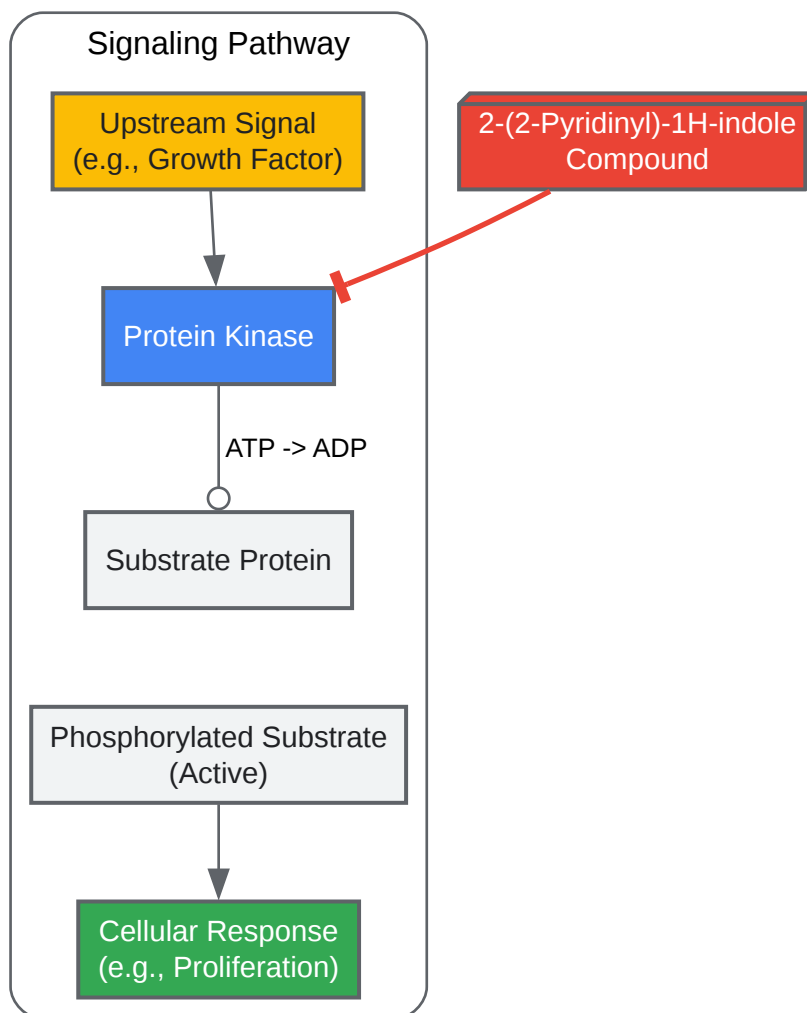 Signaling Pathway
Upstream Signal
(e.g., Growth Factor)
2-(2-Pyridinyl)-1H-indole
Compound
Protein Kinase
ATP -> ADP
Substrate Protein
Phosphorylated Substrate
(Active)
Cellular Response
(e.g., Proliferation)